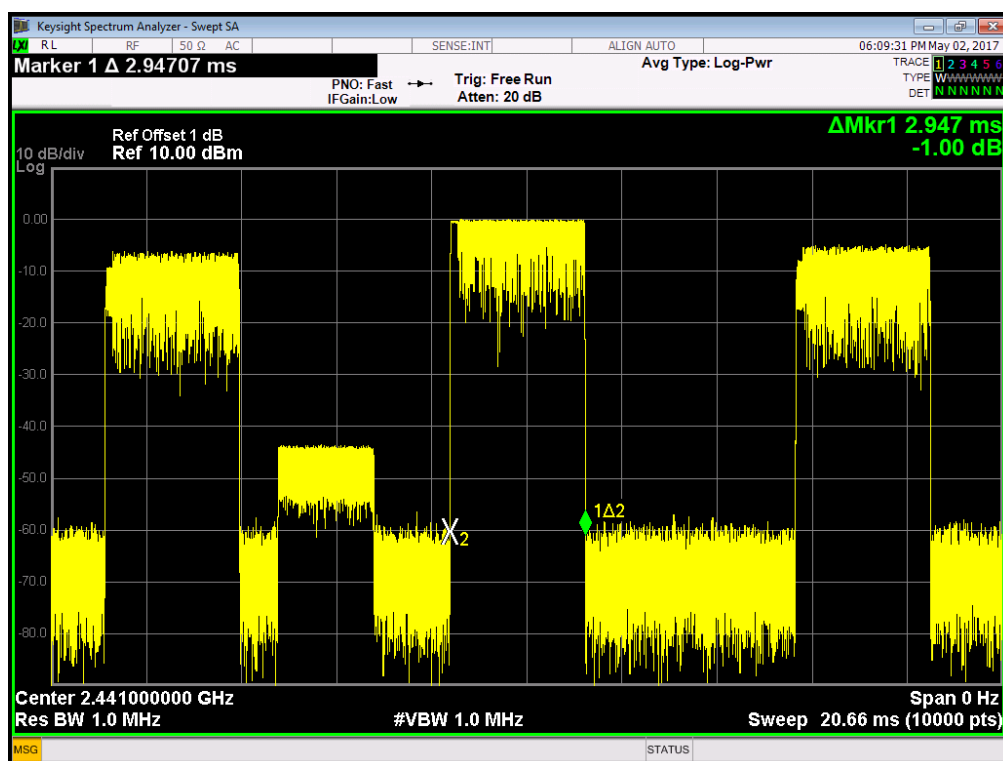 Keysight Spectrum Analyzer - Swept SA
LXI RL RF 50 Ω AC SENSE:INT ALIGN AUTO 06:09:31 PM May 02, 2017
Marker 1 Δ 2.94707 ms
PNO: Fast
IFGain:Low
Trig: Free Run
Atten: 20 dB
Avg Type: Log-Pwr
TRACE 1 2 3 4 5 6
TYPE WWWWWW
DET N N N N N N
ΔMkr1 2.947 ms
-1.00 dB
10 dB/div
Log
Ref Offset 1 dB
Ref 10.00 dBm
0.00
-10.0
-20.0
-30.0
-40.0
-50.0
-60.0
-70.0
-80.0
2
1Δ2
Center 2.441000000 GHz Span 0 Hz
Res BW 1.0 MHz #VBW 1.0 MHz Sweep 20.66 ms (10000 pts)
MSG STATUS